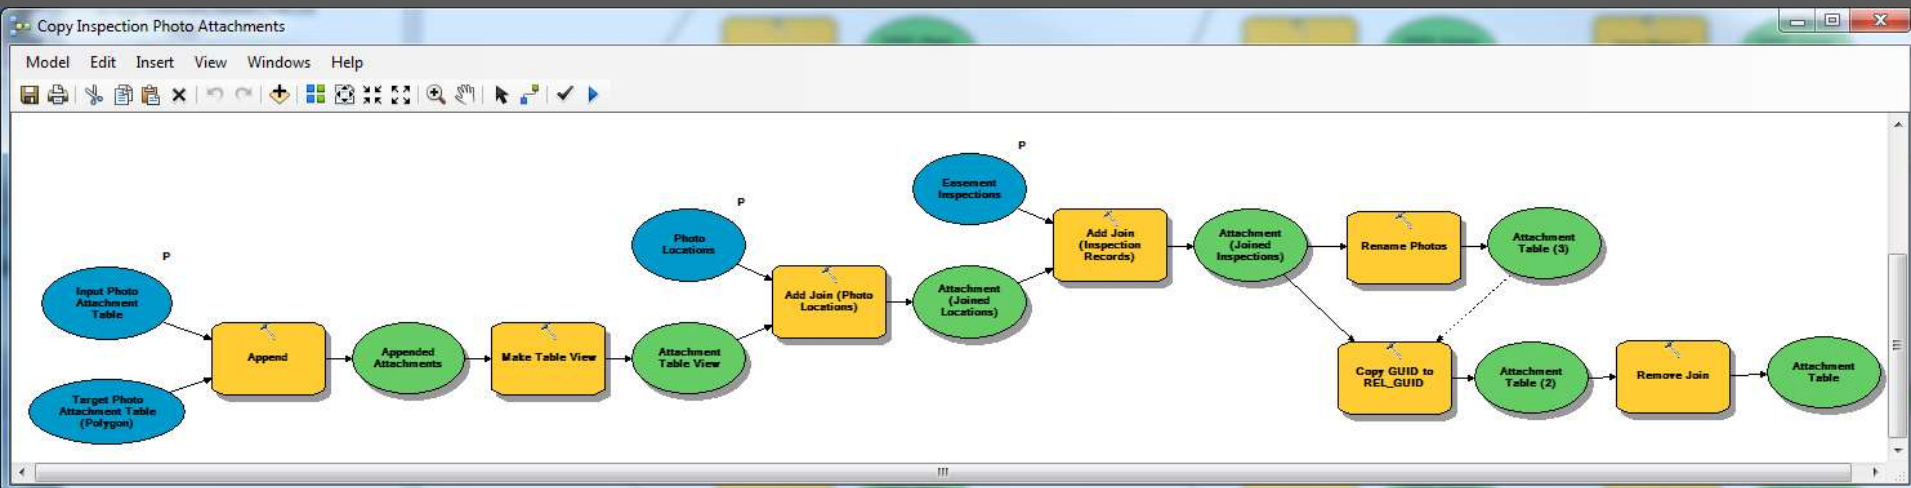 Copy Inspection Photo Attachments
Model Edit Insert View Windows Help
P
Input Photo
Attachment
Table
Target Photo
Attachment Table
(Polygon)
Append
Appended
Attachments
Make Table View
Attachment
Table View
P
Photo
Locations
Add Join (Photo
Locations)
Attachment
(Joined
Locations)
P
Easement
Inspections
Add Join
(Inspection
Records)
Attachment
(Joined
Inspections)
Rename Photos
Attachment
Table (3)
Copy GUID to
REL_GUID
Attachment
Table (2)
Remove Join
Attachment
Table